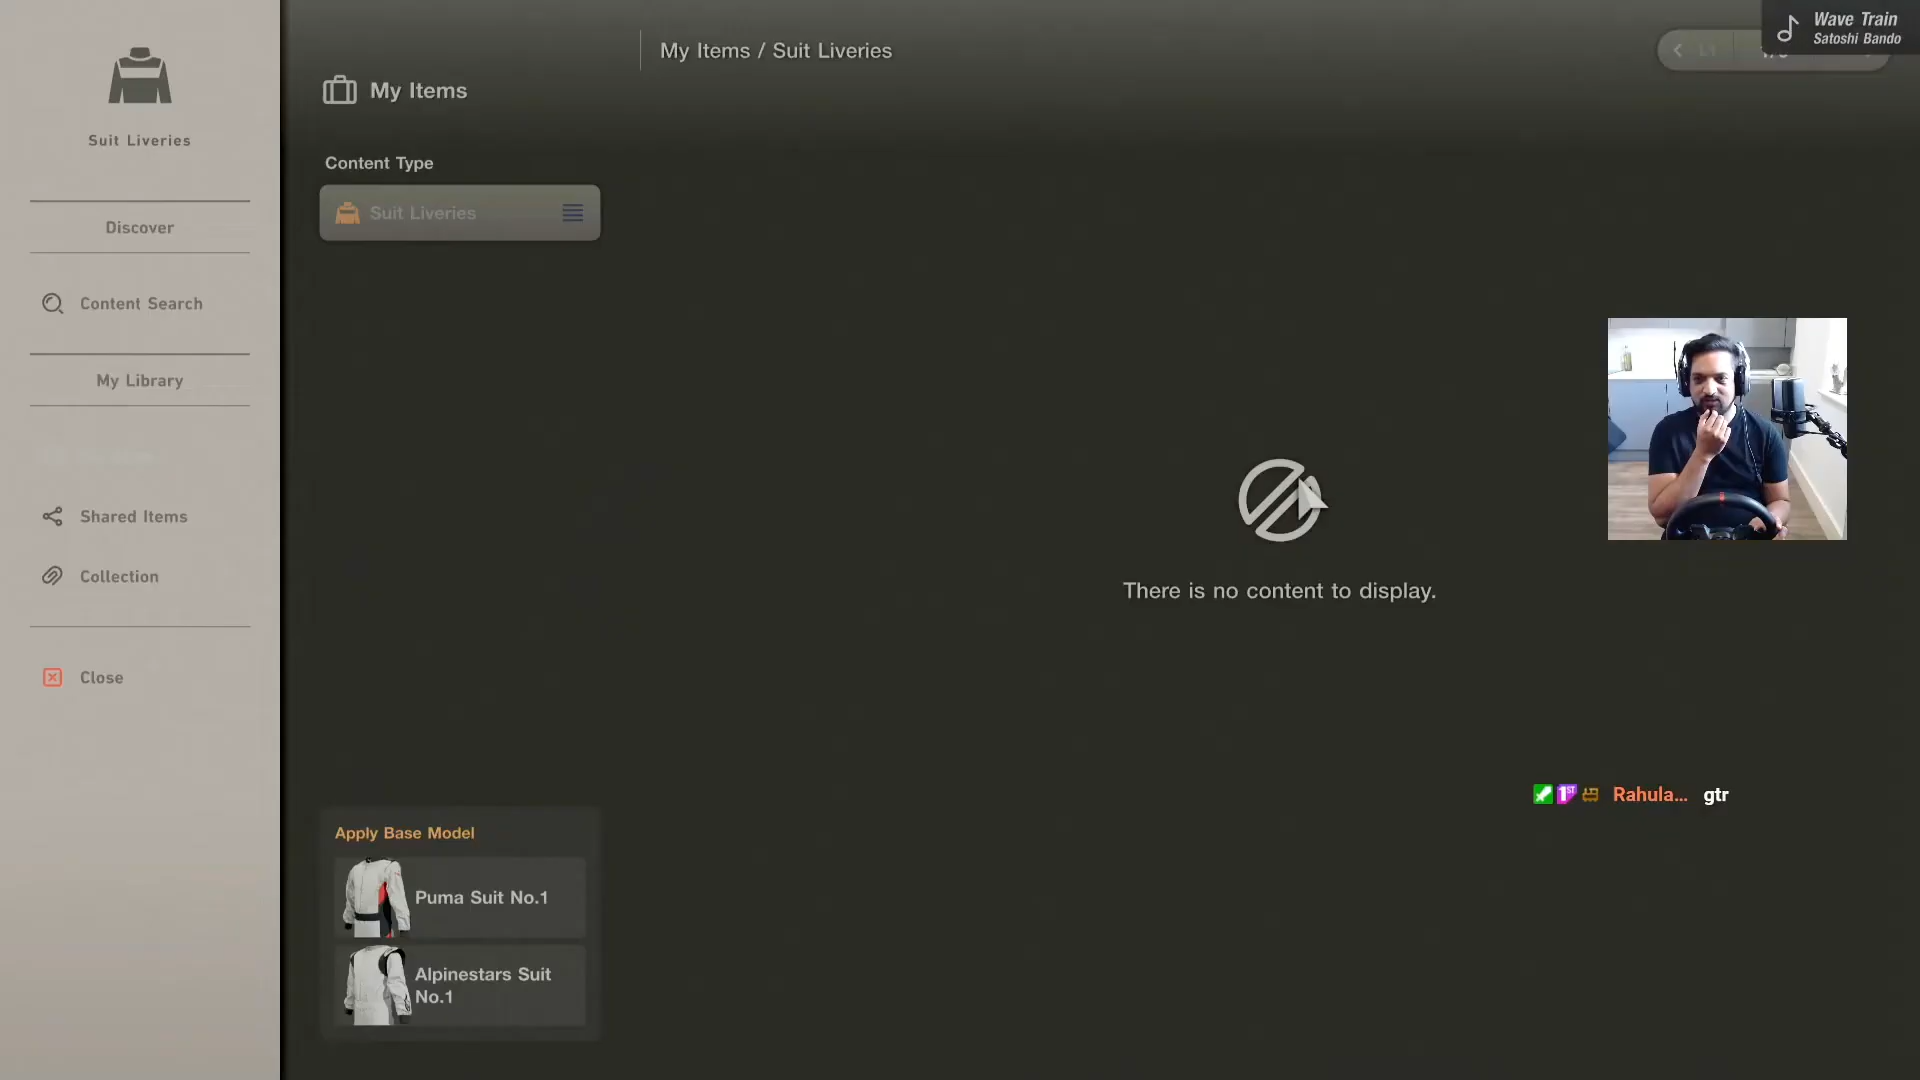 Suit Liveries
Discover
Content Search
My Library
Shared Items
Collection
Close
My Items / Suit Liveries
My Items
Content Type
Suit Liveries
There is no content to display.
Apply Base Model
Puma Suit No.1
Alpinestars Suit
No.1
Wave Train
Satoshi Bando
L1
1ST Rahula... gtr